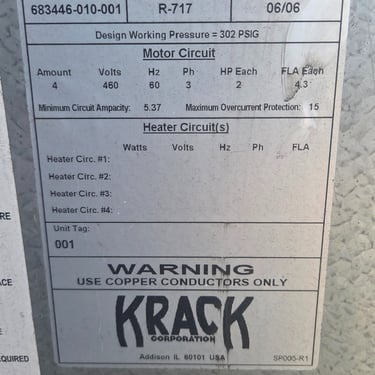 683446-010-001 R-717 06/06
Design Working Pressure = 302 PSIG
Motor Circuit
Amount Volts Hz Ph HP Each FLA Each
4 460 60 3 2 4.3
Minimum Circuit Ampacity: 5.37 Maximum Overcurrent Protection: 15
Heater Circuit(s)
Watts Volts Hz Ph FLA
Heater Circ. #1:
Heater Circ. #2:
Heater Circ. #3:
Heater Circ. #4:
Unit Tag:
001
WARNING
USE COPPER CONDUCTORS ONLY
KRACK
CORPORATION
Addison IL 60101 USA SP005-R1